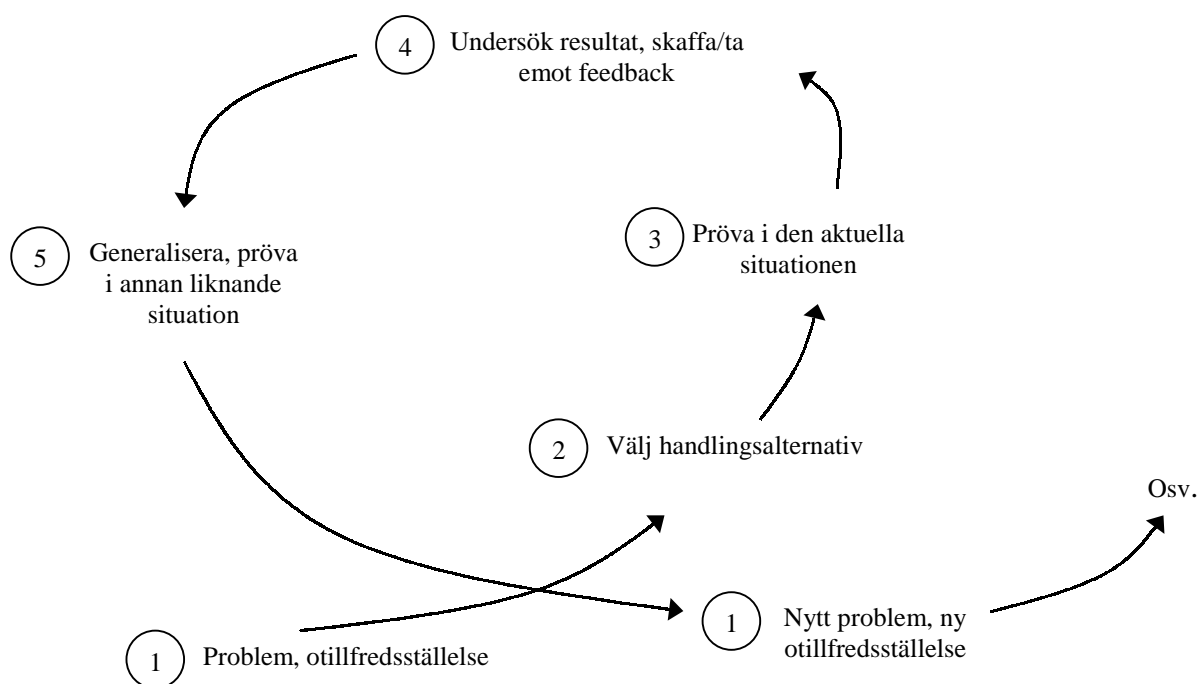 4 Undersök resultat, skaffa/ta
emot feedback
3 Pröva i den aktuella
situationen
5 Generalisera, pröva
i annan liknande
situation
2 Välj handlingsalternativ
Osv.
1 Nytt problem, ny
otillfredsställelse
1 Problem, otillfredsställelse